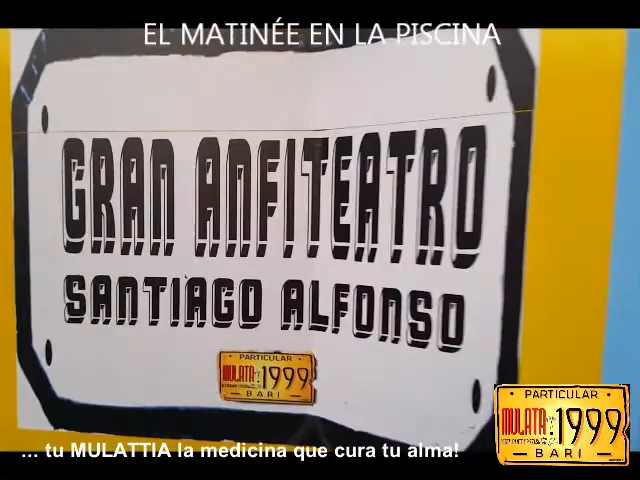 EL MATINÉE EN LA PISCINA
GRAN ANFITEATRO
SANTIAGO ALFONSO
PARTICULAR
MULATA 1999
BARI
... tu MULATTIA la medicina que cura tu alma!
PARTICULAR
MULATA 1999
BARI